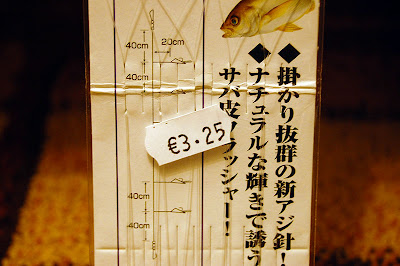 ◆掛かり抜群の新アジ針!
◆ナチュラルな輝きで誘う
サバ皮フラッシャー!
40cm
20cm
40cm
€3.25
40cm
40cm